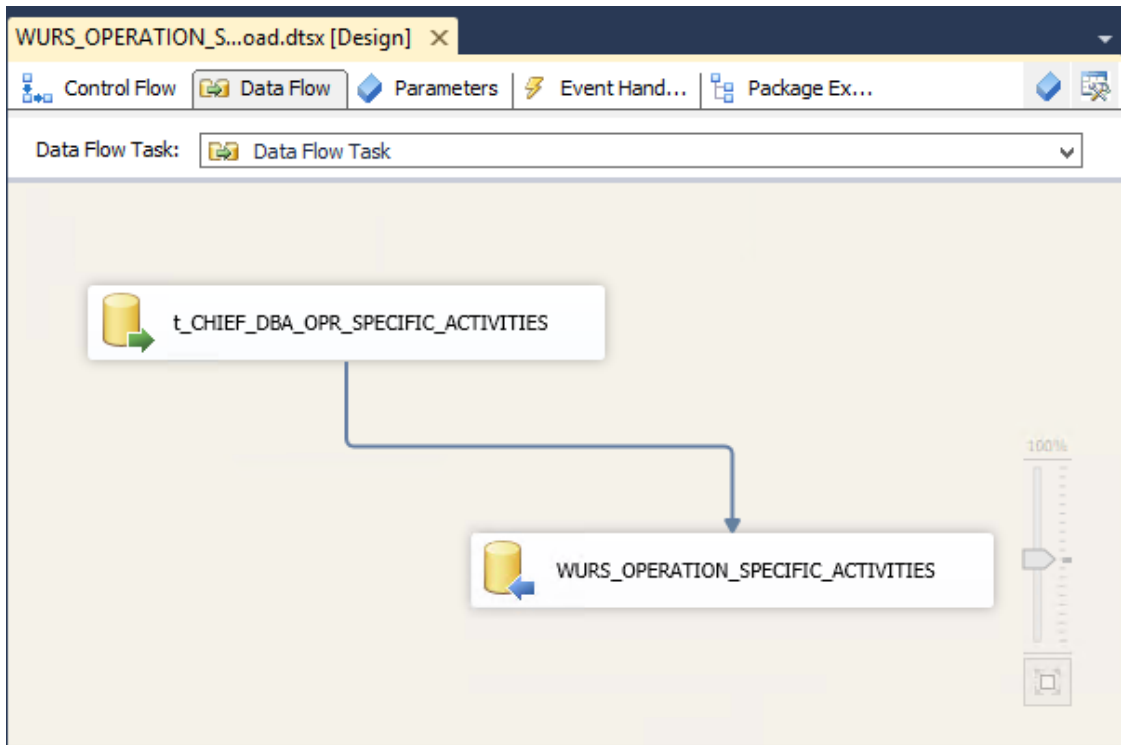 WURS_OPERATION_S...oad.dtsx [Design]
Control Flow Data Flow Parameters Event Hand... Package Ex...
Data Flow Task: Data Flow Task
t_CHIEF_DBA_OPR_SPECIFIC_ACTIVITIES
100%
WURS_OPERATION_SPECIFIC_ACTIVITIES